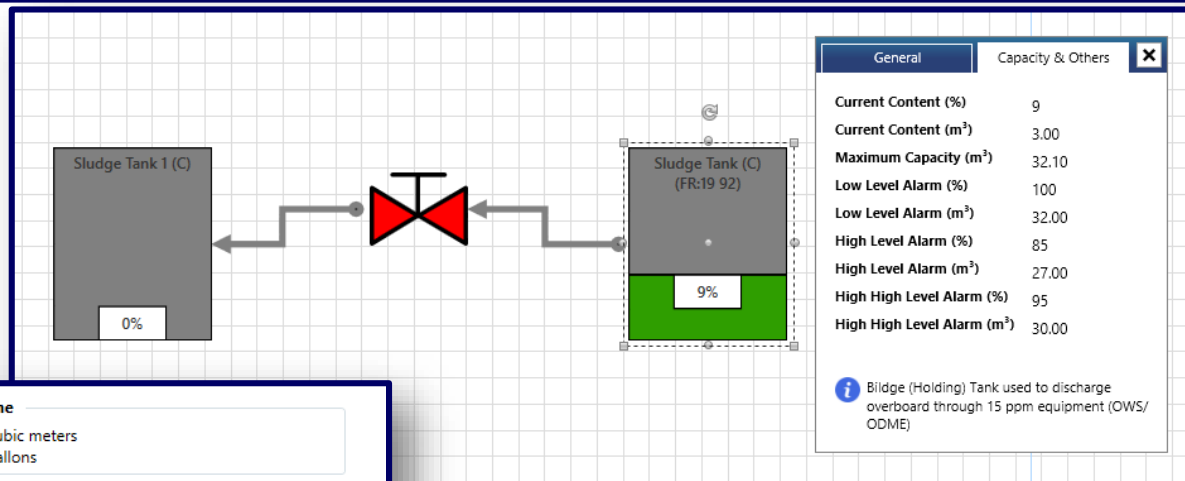 Sludge Tank 1 (C)
0%
Sludge Tank (C)
(FR:19 92)
9%
General
Capacity & Others
Current Content (%) 9
Current Content (m³) 3.00
Maximum Capacity (m³) 32.10
Low Level Alarm (%) 100
Low Level Alarm (m³) 32.00
High Level Alarm (%) 85
High Level Alarm (m³) 27.00
High High Level Alarm (%) 95
High High Level Alarm (m³) 30.00
Bildge (Holding) Tank used to discharge
overboard through 15 ppm equipment (OWS/
ODME)
meters